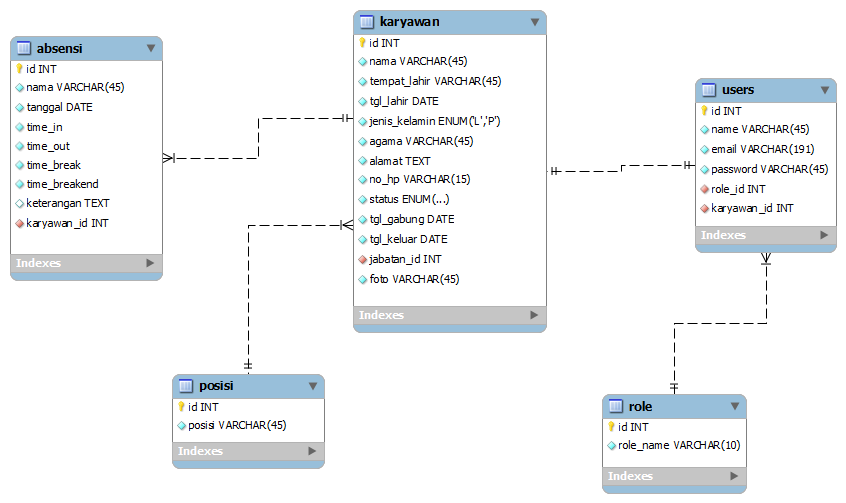 absensi
id INT
nama VARCHAR(45)
tanggal DATE
time_in
time_out
time_break
time_breakend
keterangan TEXT
karyawan_id INT
Indexes
karyawan
id INT
nama VARCHAR(45)
tempat_lahir VARCHAR(45)
tgl_lahir DATE
jenis_kelamin ENUM('L','P')
agama VARCHAR(45)
alamat TEXT
no_hp VARCHAR(15)
status ENUM(...)
tgl_gabung DATE
tgl_keluar DATE
jabatan_id INT
foto VARCHAR(45)
Indexes
users
id INT
name VARCHAR(45)
email VARCHAR(191)
password VARCHAR(45)
role_id INT
karyawan_id INT
Indexes
posisi
id INT
posisi VARCHAR(45)
Indexes
role
id INT
role_name VARCHAR(10)
Indexes